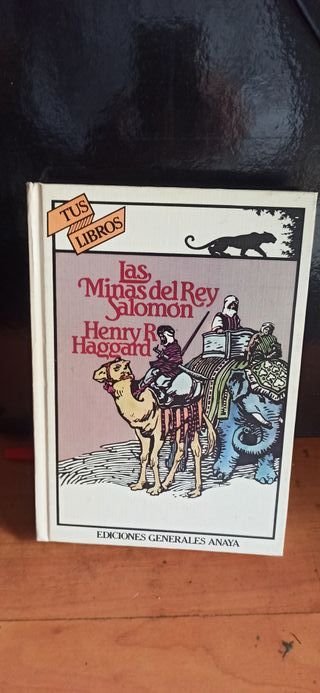 TUS
LIBROS
Las
Minas del Rey
Salomón
Henry R.
Haggard
EDICIONES GENERALES ANAYA